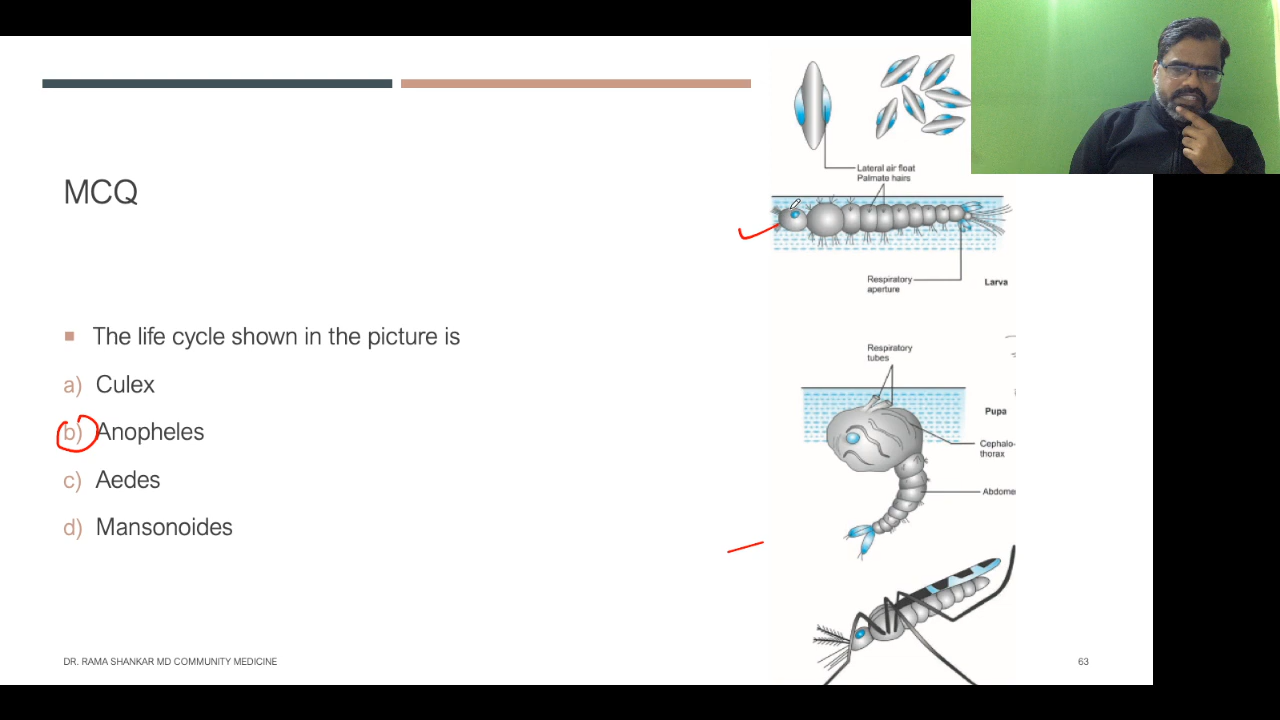 MCQ
The life cycle shown in the picture is
a) Culex
b) Anopheles
c) Aedes
d) Mansonoides
DR. RAMA SHANKAR MD COMMUNITY MEDICINE
Lateral air float
Palmate hairs
Respiratory
aperture
Larva
Respiratory
tubes
Pupa
Cephalo-
thorax
Abdome
63